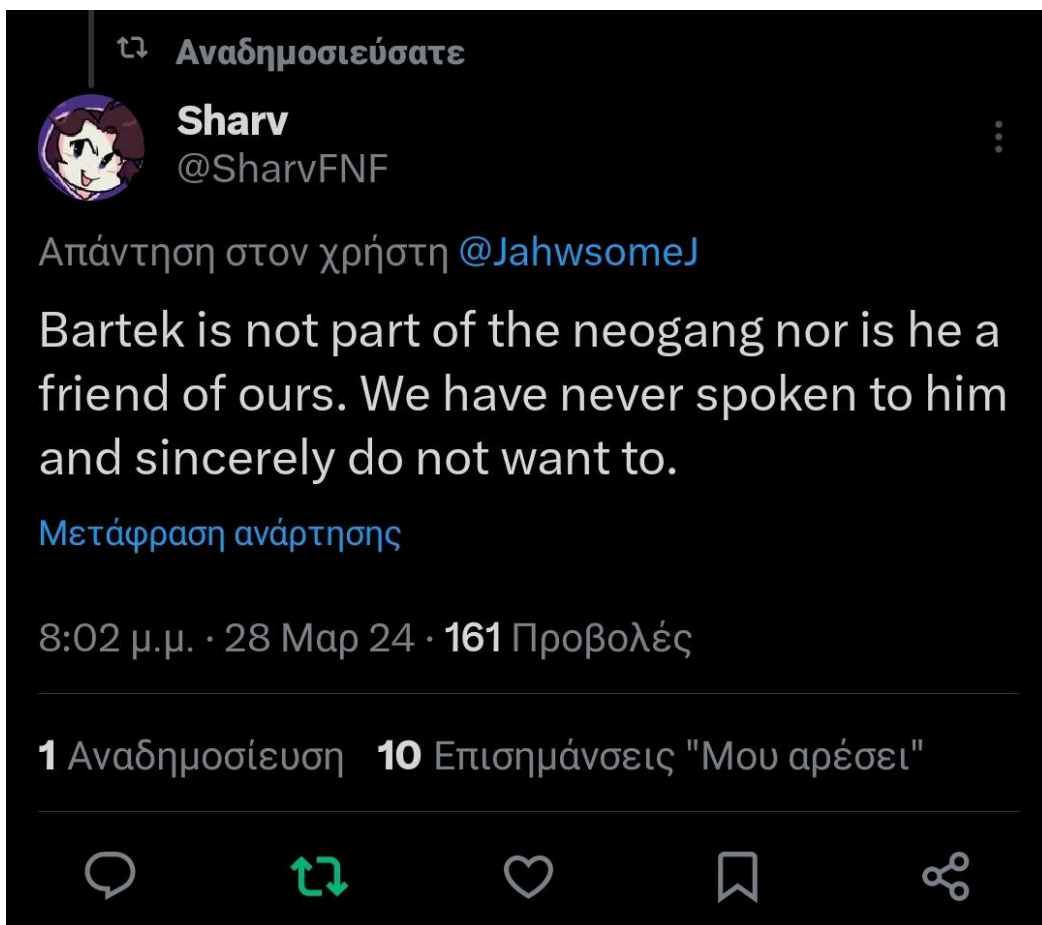 Αναδημοσιεύσατε
Sharv
@SharvFNF
Απάντηση στον χρήστη @JahwsomeJ
Bartek is not part of the neogang nor is he a
friend of ours. We have never spoken to him
and sincerely do not want to.
Μετάφραση ανάρτησης
8:02 μ.μ. · 28 Μαρ 24 · 161 Προβολές
1 Αναδημοσίευση 10 Επισημάνσεις "Μου αρέσει"